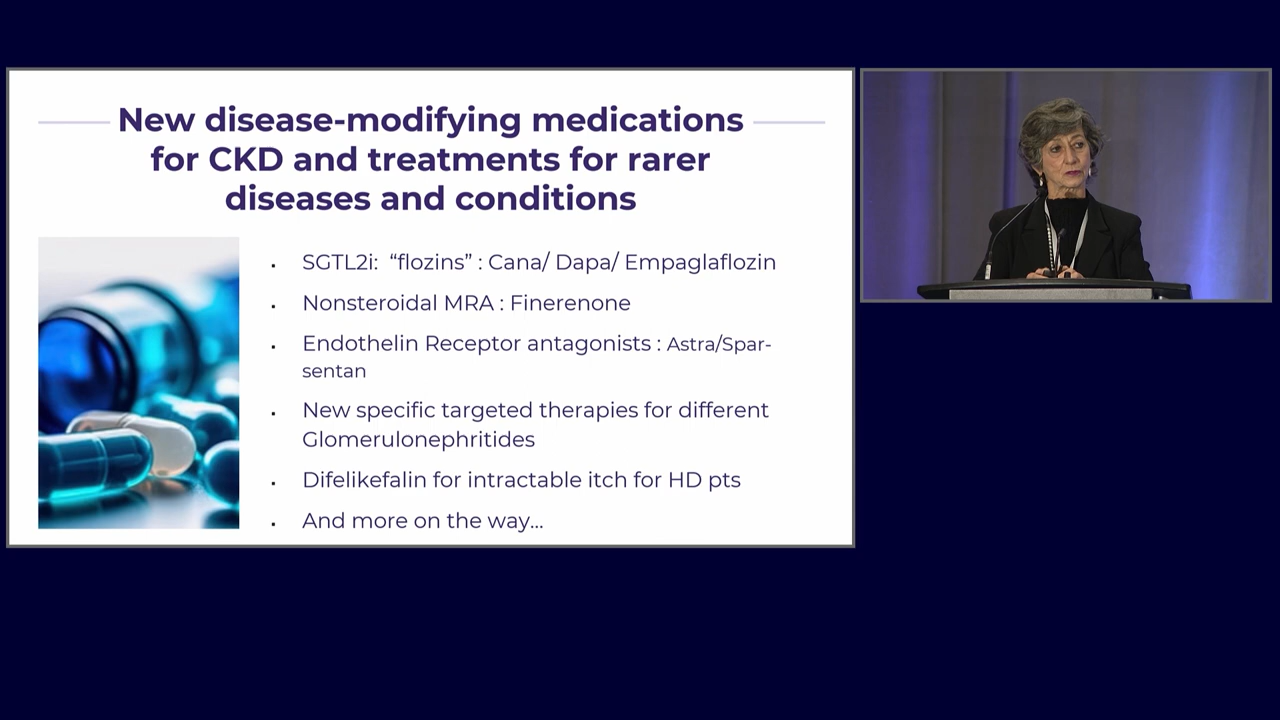 New disease-modifying medications
for CKD and treatments for rarer
diseases and conditions
. SGTL2i: “flozins” : Cana/ Dapa/ Empaglaflozin
. Nonsteroidal MRA : Finerenone
. Endothelin Receptor antagonists : Astra/Spar-
sentan
. New specific targeted therapies for different
Glomerulonephritides
. Difelikefalin for intractable itch for HD pts
. And more on the way...